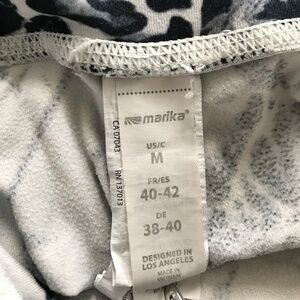 marika®
US/C
M
FR/ES
40-42
DE
38-40
DESIGNED IN
LOS ANGELES
MADE IN
VIETNAM
CA 07043
RN 137013